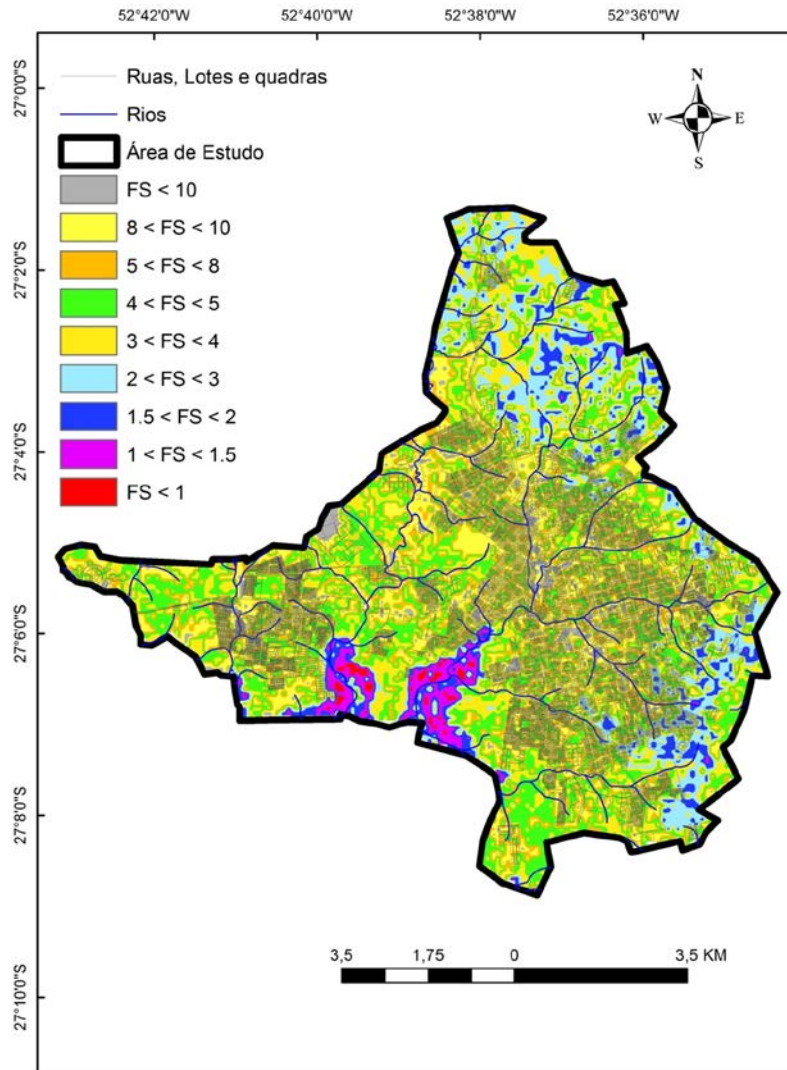 52°42'0"W 52°40'0"W 52°38'0"W 52°36'0"W
27°0'0"S
27°2'0"S
27°4'0"S
27°6'0"S
27°8'0"S
27°10'0"S
Ruas, Lotes e quadras
Rios
Área de Estudo
FS < 10
8 < FS < 10
5 < FS < 8
4 < FS < 5
3 < FS < 4
2 < FS < 3
1.5 < FS < 2
1 < FS < 1.5
FS < 1
N
W E
S
3,5 1,75 0 3,5 KM